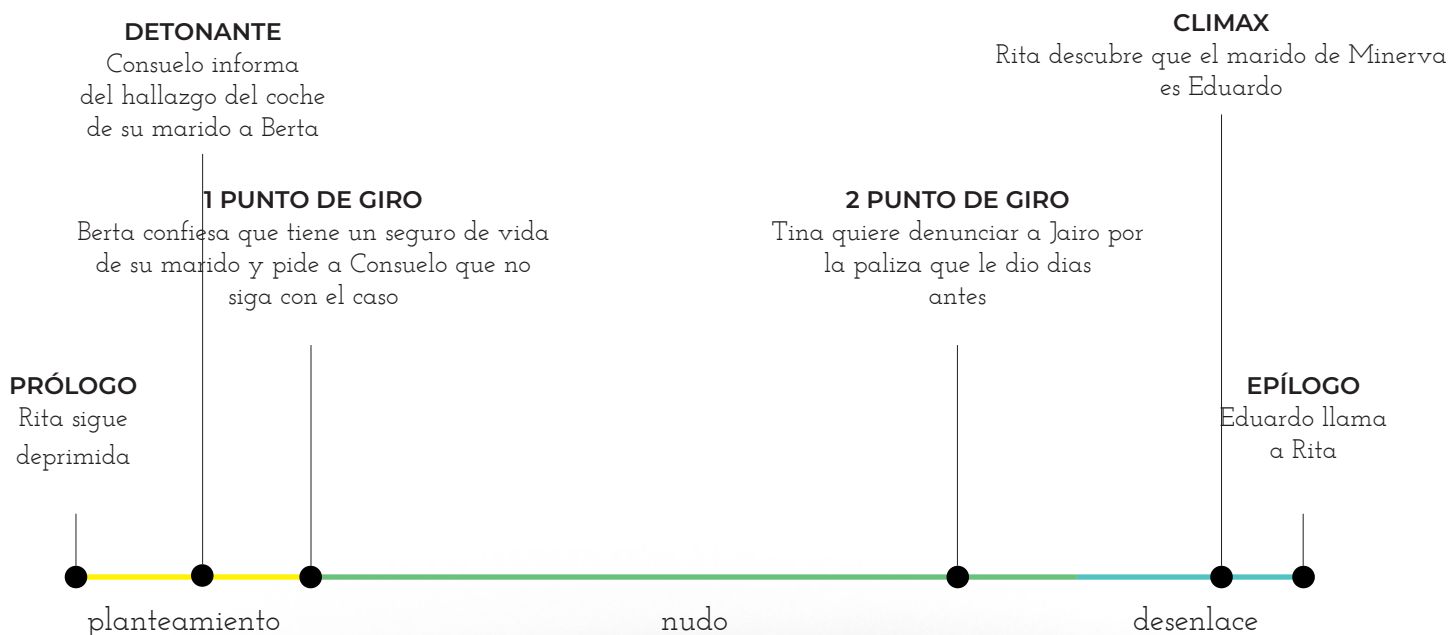 DETONANTE
Consuelo informa
del hallazgo del coche
de su marido a Berta
CLIMAX
Rita descubre que el marido de Minerva
es Eduardo
1 PUNTO DE GIRO
Berta confiesa que tiene un seguro de vida
de su marido y pide a Consuelo que no
siga con el caso
2 PUNTO DE GIRO
Tina quiere denunciar a Jairo por
la paliza que le dio dias
antes
PRÓLOGO
Rita sigue
deprimida
EPÍLOGO
Eduardo llama
a Rita
planteamiento
nudo
desenlace